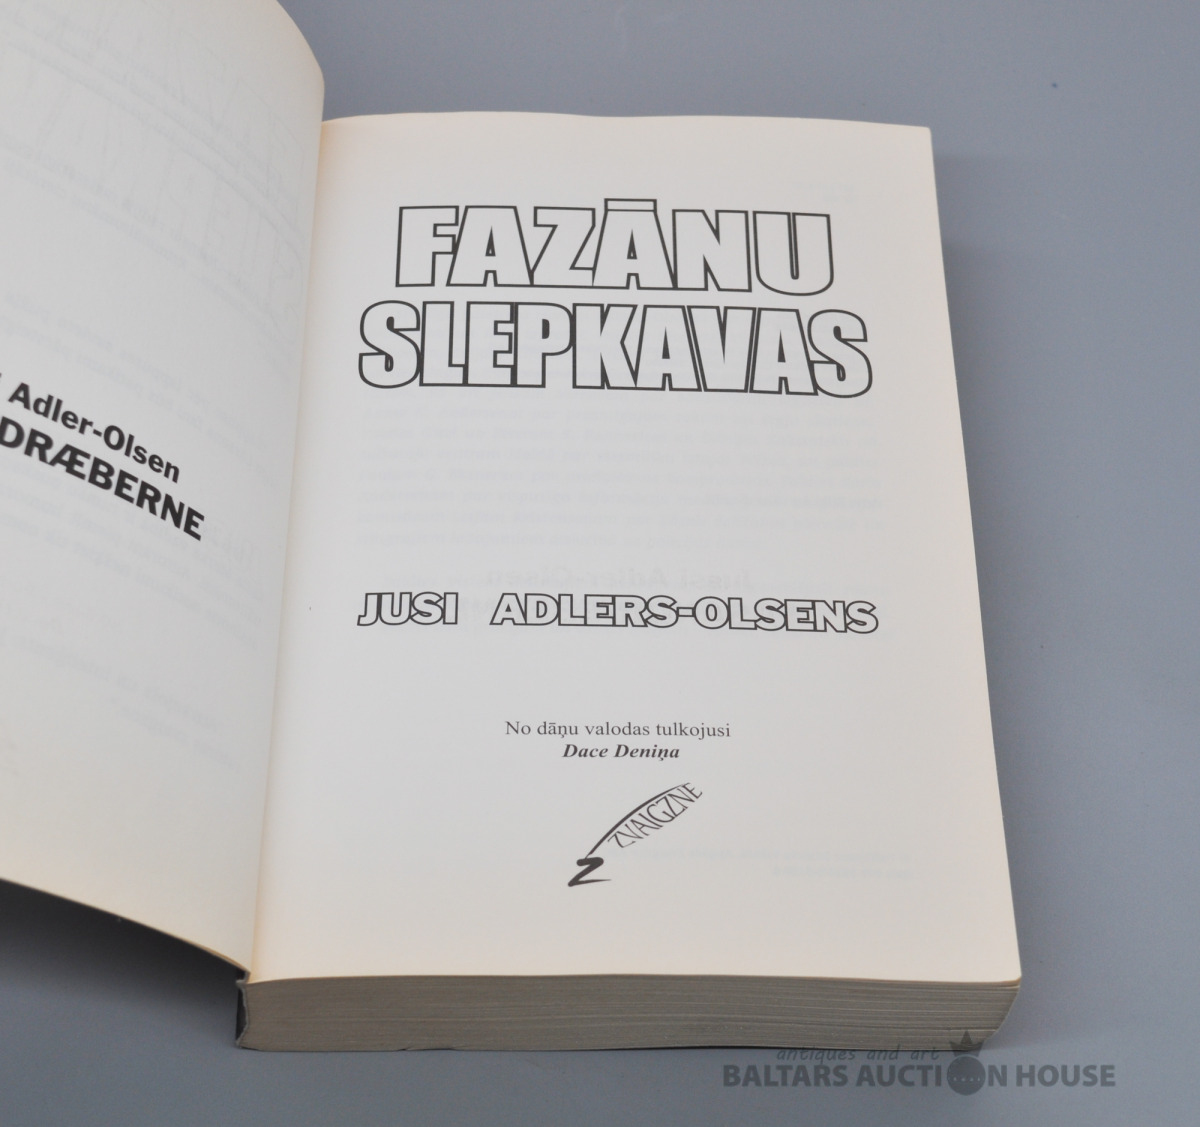 Adler-Olsen
DRÆBERNE
FAZĀNU
SLEPKAVAS
JUSI ADLERS-OLSENS
No dāņu valodas tulkojusi
Dace Deniņa
ZVAIGZNE
antiques and art
BALTARS AUCTION HOUSE